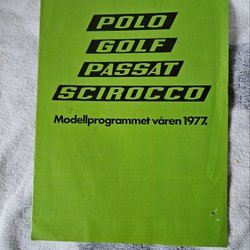 POLO
GOLF
PASSAT
SCIROCCO
Modellprogrammet våren 1977.